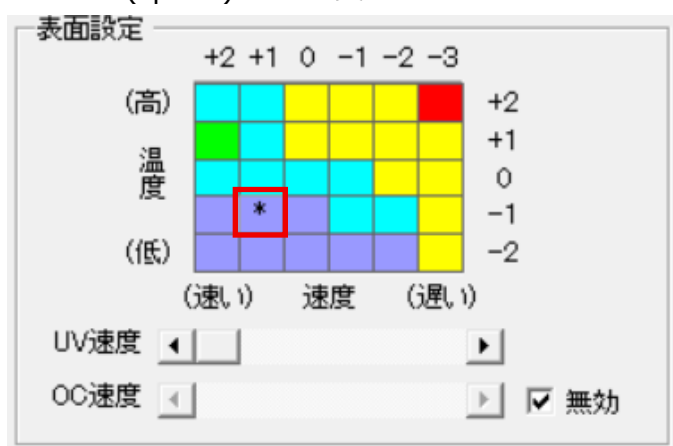 表面設定
+2 +1 0 -1 -2 -3
(高) +2
+1
温度 0
* -1
(低) -2
(速い) 速度 (遅い)
UV速度
OC速度 無効